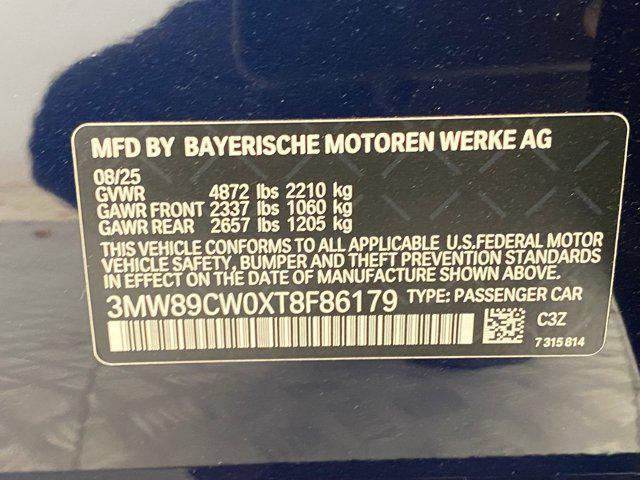 MFD BY BAYERISCHE MOTOREN WERKE AG
08/25
GVWR 4872 lbs 2210 kg
GAWR FRONT 2337 lbs 1060 kg
GAWR REAR 2657 lbs 1205 kg
THIS VEHICLE CONFORMS TO ALL APPLICABLE U.S.FEDERAL MOTOR
VEHICLE SAFETY, BUMPER AND THEFT PREVENTION STANDARDS
IN EFFECT ON THE DATE OF MANUFACTURE SHOWN ABOVE.
3MW89CW0XT8F86179 TYPE: PASSENGER CAR
C3Z
7 315 814